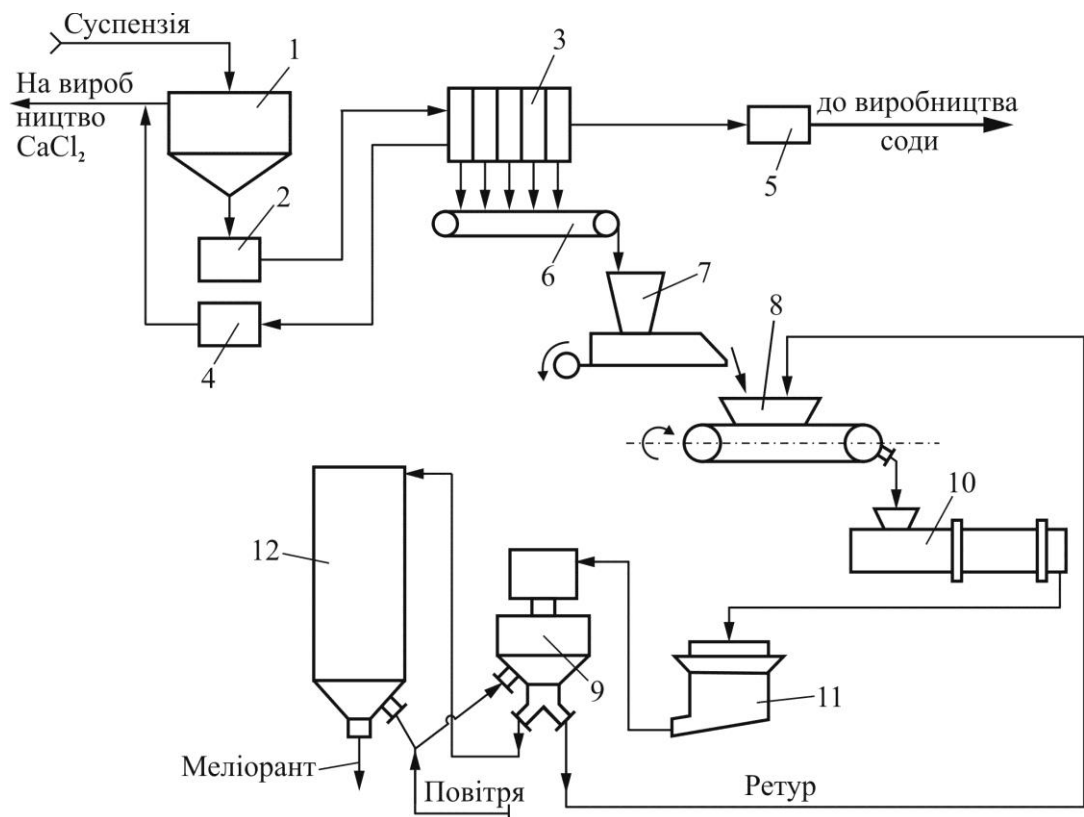 Суспензія
1
На вироб
ництво
CaCl₂
3
до виробництва
соди
5
2
6
7
4
8
10
12
9
11
Меліорант
Повітря
Ретур